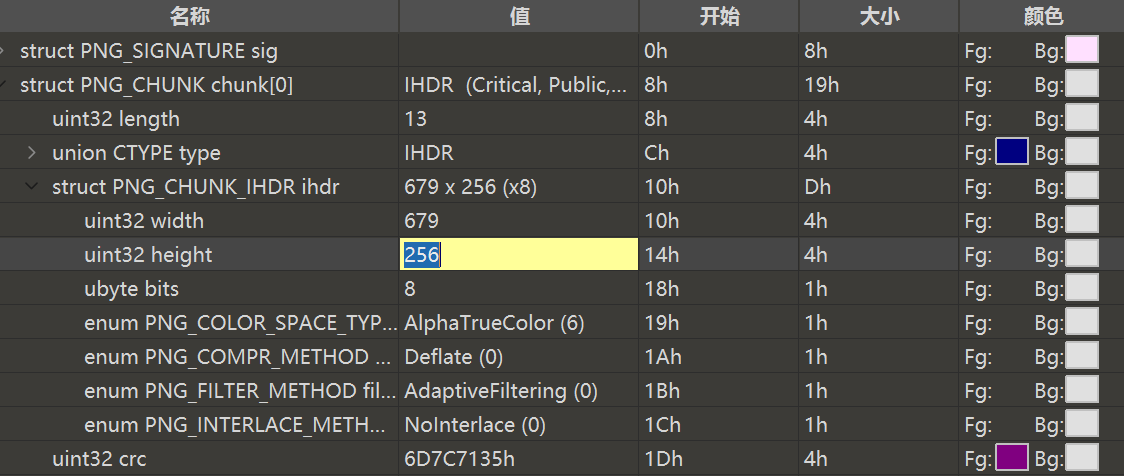 名称 值 开始 大小 颜色
struct PNG_SIGNATURE sig 0h 8h Fg: Bg:
struct PNG_CHUNK chunk[0] IHDR (Critical, Public,... 8h 19h Fg: Bg:
uint32 length 13 8h 4h Fg: Bg:
union CTYPE type IHDR Ch 4h Fg: Bg:
struct PNG_CHUNK_IHDR ihdr 679 x 256 (x8) 10h Dh Fg: Bg:
uint32 width 679 10h 4h Fg: Bg:
uint32 height 256 14h 4h Fg: Bg:
ubyte bits 8 18h 1h Fg: Bg:
enum PNG_COLOR_SPACE_TYP... AlphaTrueColor (6) 19h 1h Fg: Bg:
enum PNG_COMPR_METHOD ... Deflate (0) 1Ah 1h Fg: Bg:
enum PNG_FILTER_METHOD fil... AdaptiveFiltering (0) 1Bh 1h Fg: Bg:
enum PNG_INTERLACE_METH... NoInterlace (0) 1Ch 1h Fg: Bg:
uint32 crc 6D7C7135h 1Dh 4h Fg: Bg: